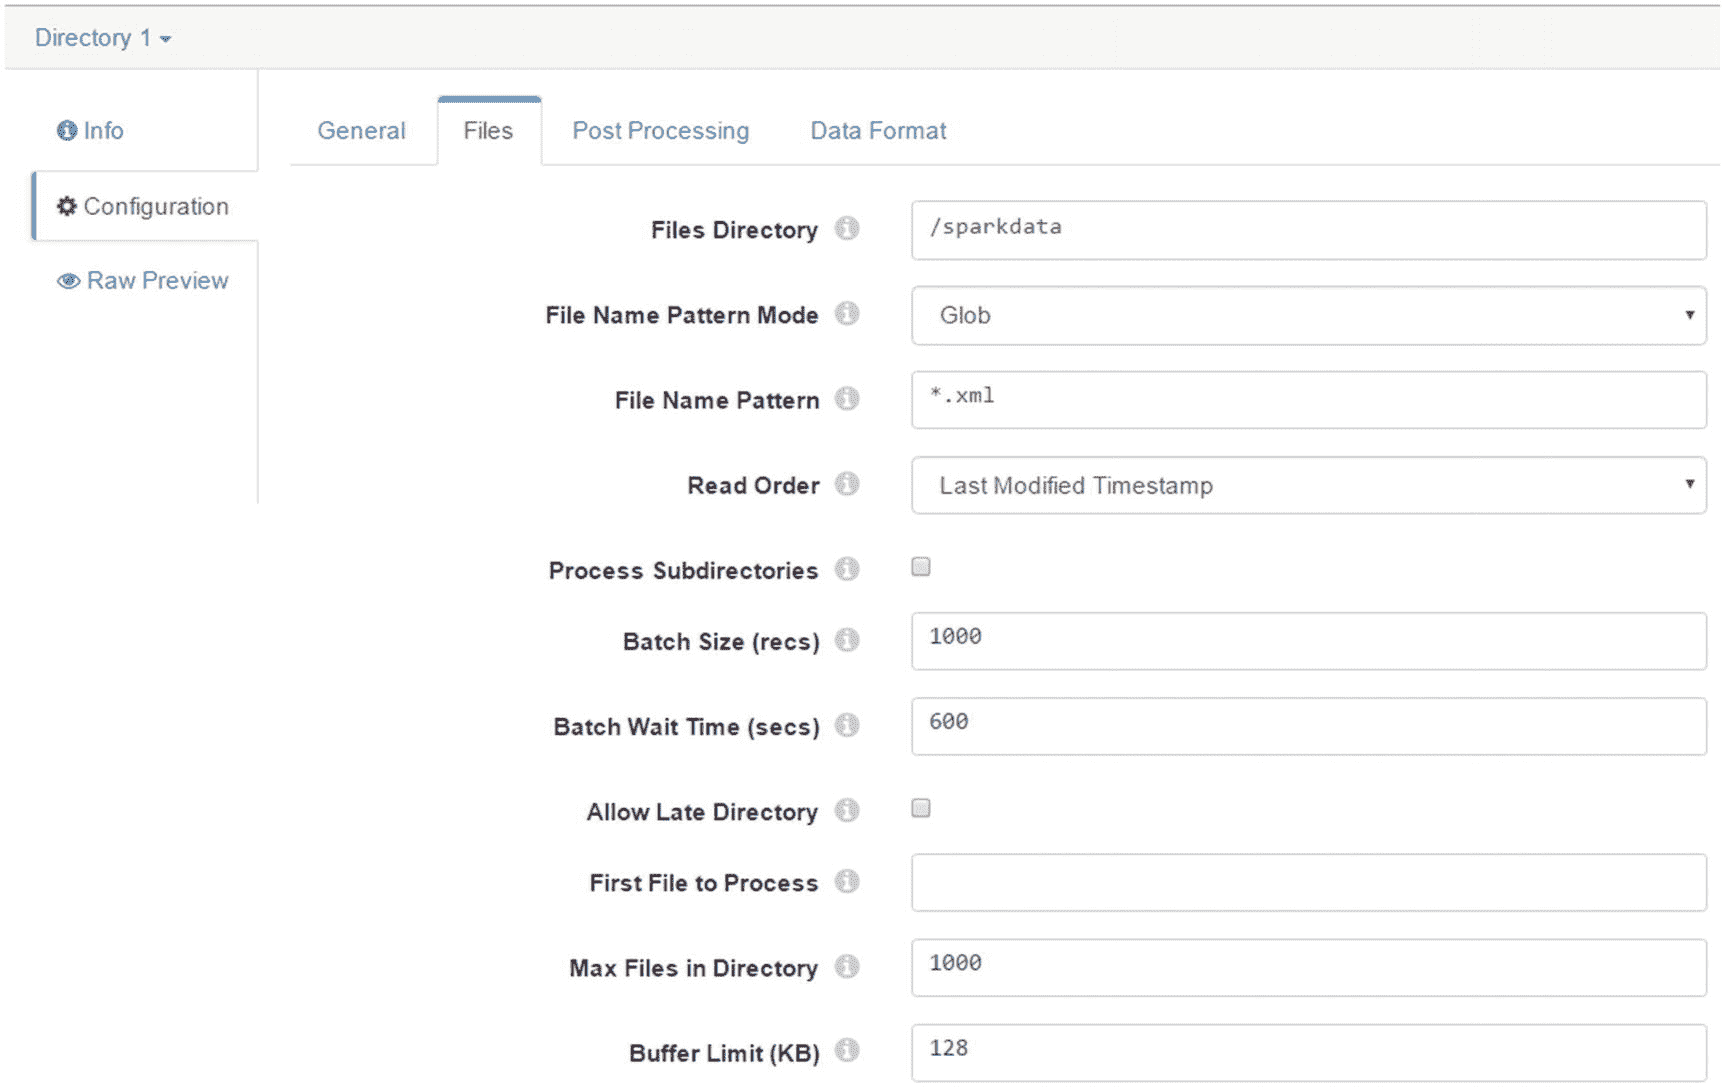 Directory 1
Info
Configuration
Raw Preview
General Files Post Processing Data Format
Files Directory /sparkdata
File Name Pattern Mode Glob
File Name Pattern *.xml
Read Order Last Modified Timestamp
Process Subdirectories
Batch Size (recs) 1000
Batch Wait Time (secs) 600
Allow Late Directory
First File to Process
Max Files in Directory 1000
Buffer Limit (KB) 128